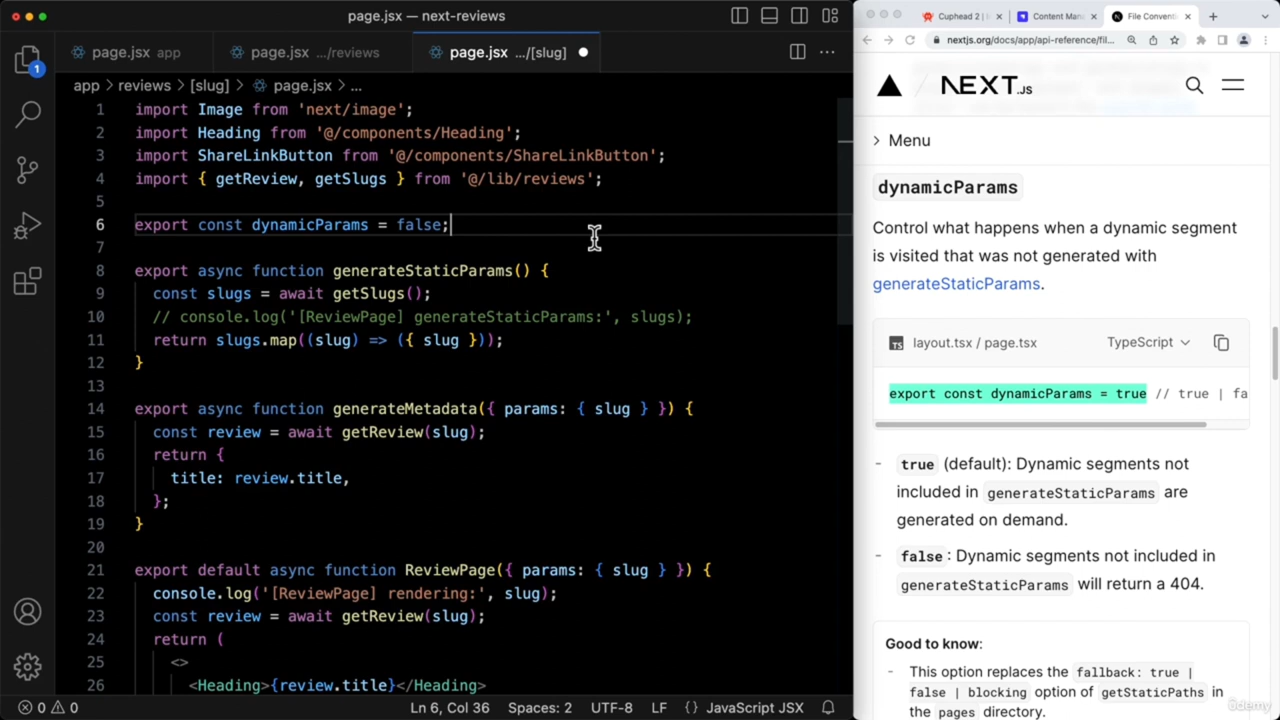 page.jsx — next-reviews
page.jsx app
page.jsx .../reviews
page.jsx .../[slug]
app > reviews > [slug] > page.jsx > ...
1 import Image from 'next/image';
2 import Heading from '@/components/Heading';
3 import ShareLinkButton from '@/components/ShareLinkButton';
4 import { getReview, getSlugs } from '@/lib/reviews';
5
6 export const dynamicParams = false;
7
8 export async function generateStaticParams() {
9 const slugs = await getSlugs();
10 // console.log('[ReviewPage] generateStaticParams:', slugs);
11 return slugs.map((slug) => ({ slug }));
12 }
13
14 export async function generateMetadata({ params: { slug } }) {
15 const review = await getReview(slug);
16 return {
17 title: review.title,
18 };
19 }
20
21 export default async function ReviewPage({ params: { slug } }) {
22 console.log('[ReviewPage] rendering:', slug);
23 const review = await getReview(slug);
24 return (
25 <>
26 <Heading>{review.title}</Heading>
1
0 0 Ln 6, Col 36 Spaces: 2 UTF-8 LF {} JavaScript JSX
Cuphead 2 |
Content Man
File Conventi
nextjs.org/docs/app/api-reference/fil...
NEXT.JS
> Menu
dynamicParams
Control what happens when a dynamic segment
is visited that was not generated with
generateStaticParams.
TS layout.tsx / page.tsx TypeScript
export const dynamicParams = true // true | fa
- true (default): Dynamic segments not
included in generateStaticParams are
generated on demand.
- false : Dynamic segments not included in
generateStaticParams will return a 404.
Good to know:
- This option replaces the fallback: true |
false | blocking option of getStaticPaths in
the pages directory.
ûdemy